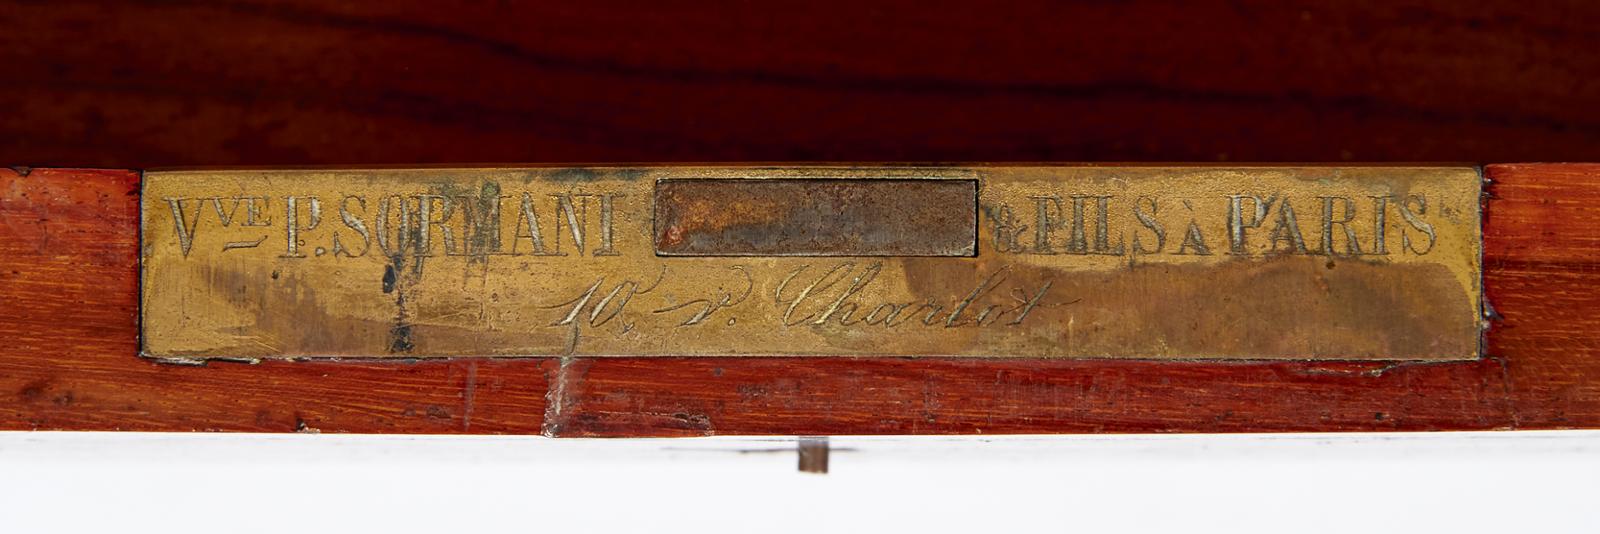 VVE P. SORMANI & FILS À PARIS
10, r. Charlot